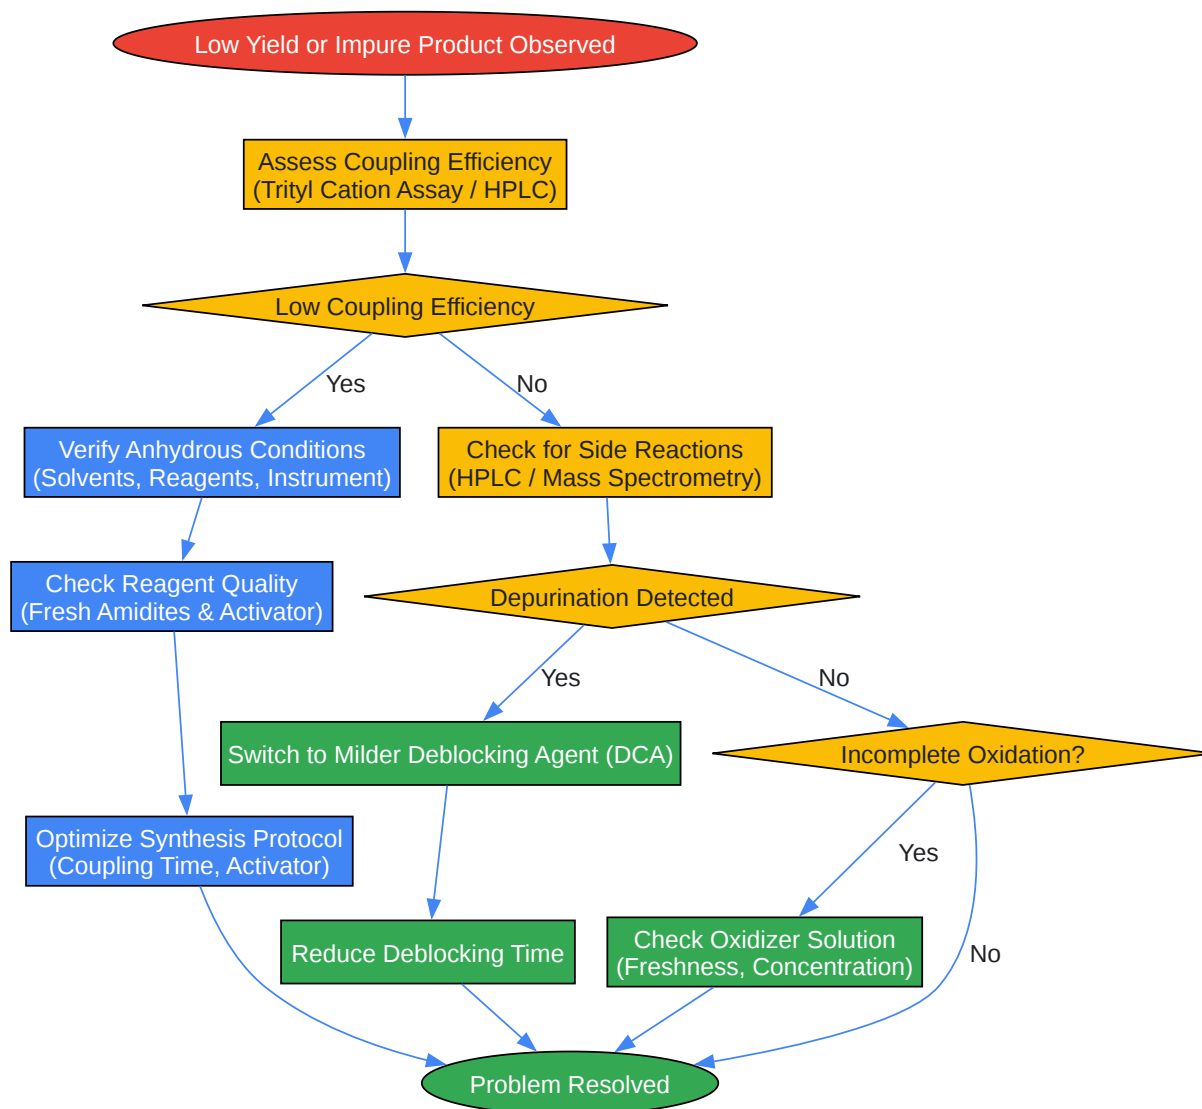 Low Yield or Impure Product Observed
Assess Coupling Efficiency
(Trityl Cation Assay / HPLC)
Low Coupling Efficiency
Yes
No
Verify Anhydrous Conditions
(Solvents, Reagents, Instrument)
Check for Side Reactions
(HPLC / Mass Spectrometry)
Check Reagent Quality
(Fresh Amidites & Activator)
Depurination Detected
Yes
No
Switch to Milder Deblocking Agent (DCA)
Incomplete Oxidation?
Optimize Synthesis Protocol
(Coupling Time, Activator)
Yes
Reduce Deblocking Time
Check Oxidizer Solution
(Freshness, Concentration)
No
Problem Resolved